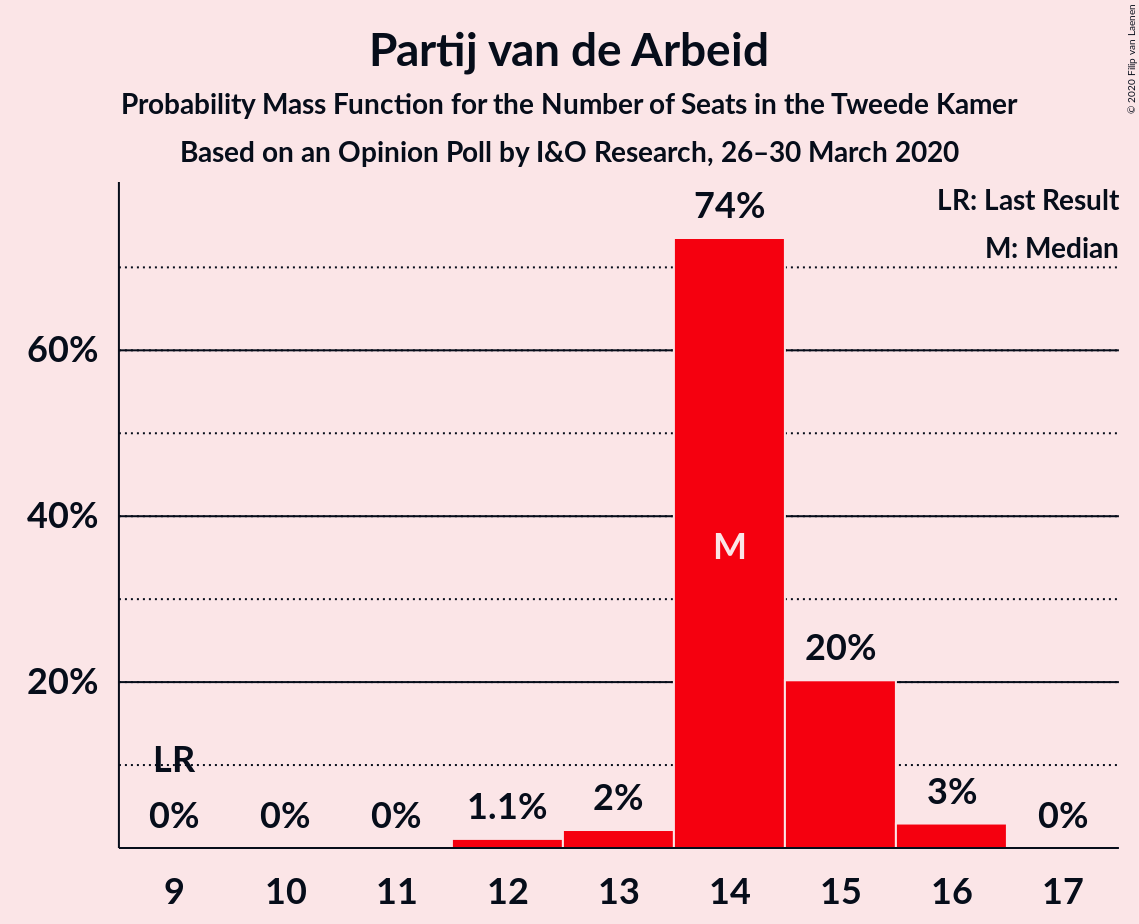 Partij van de Arbeid
Probability Mass Function for the Number of Seats in the Tweede Kamer
Based on an Opinion Poll by I&O Research, 26–30 March 2020
© 2020 Filip van Laenen
LR: Last Result
M: Median
74%
60%
40%
M
20%
20%
LR
0%
0%
0%
1.1%
2%
3%
0%
9 10 11 12 13 14 15 16 17